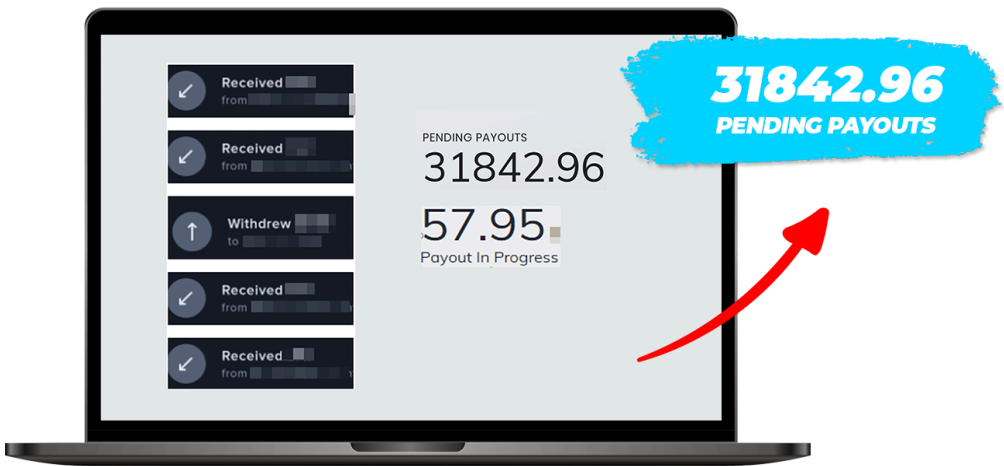 Received
from
Received
from
Withdrew
to
Received
from
Received
from
PENDING PAYOUTS
31842.96
57.95
Payout In Progress
31842.96
PENDING PAYOUTS